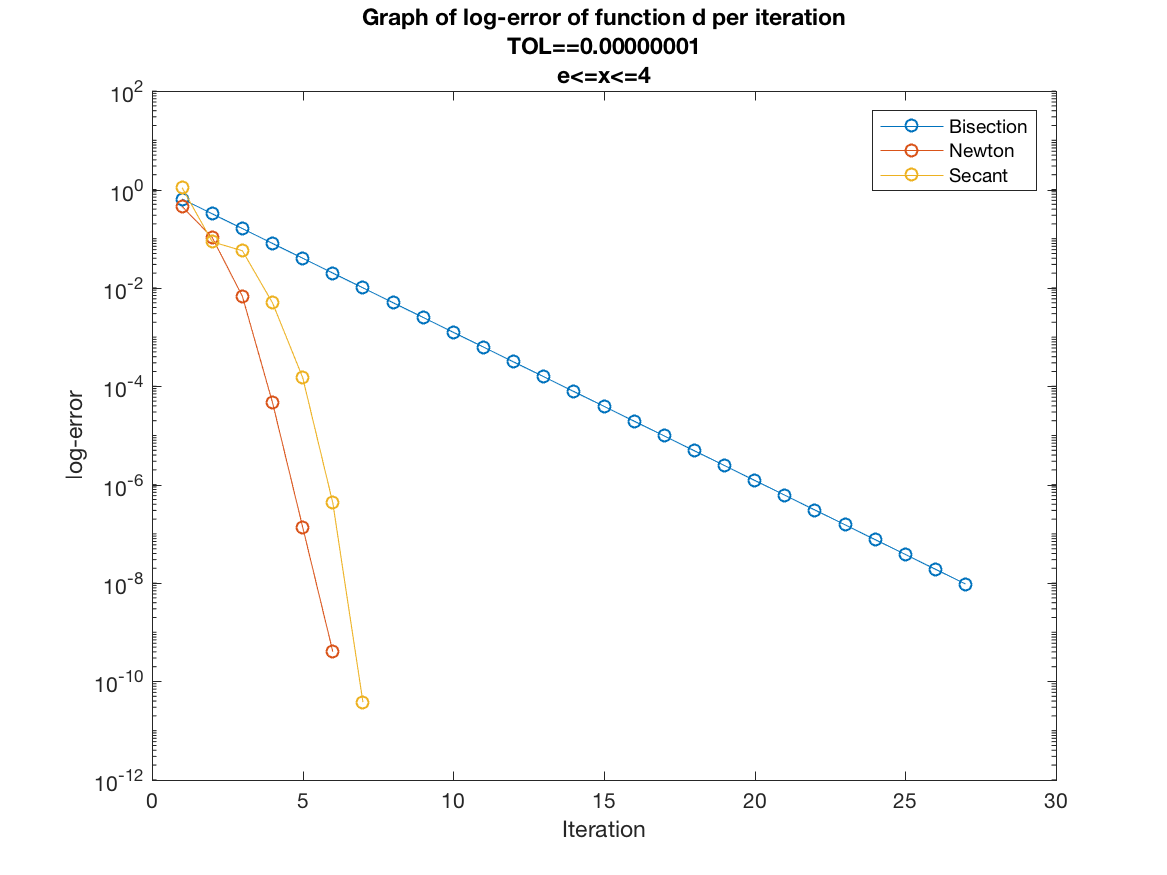 Graph of log-error of function d per iteration
TOL==0.00000001
e<=x<=4
Bisection
Newton
Secant
log-error
10^2
10^0
10^-2
10^-4
10^-6
10^-8
10^-10
10^-12
0 5 10 15 20 25 30
Iteration